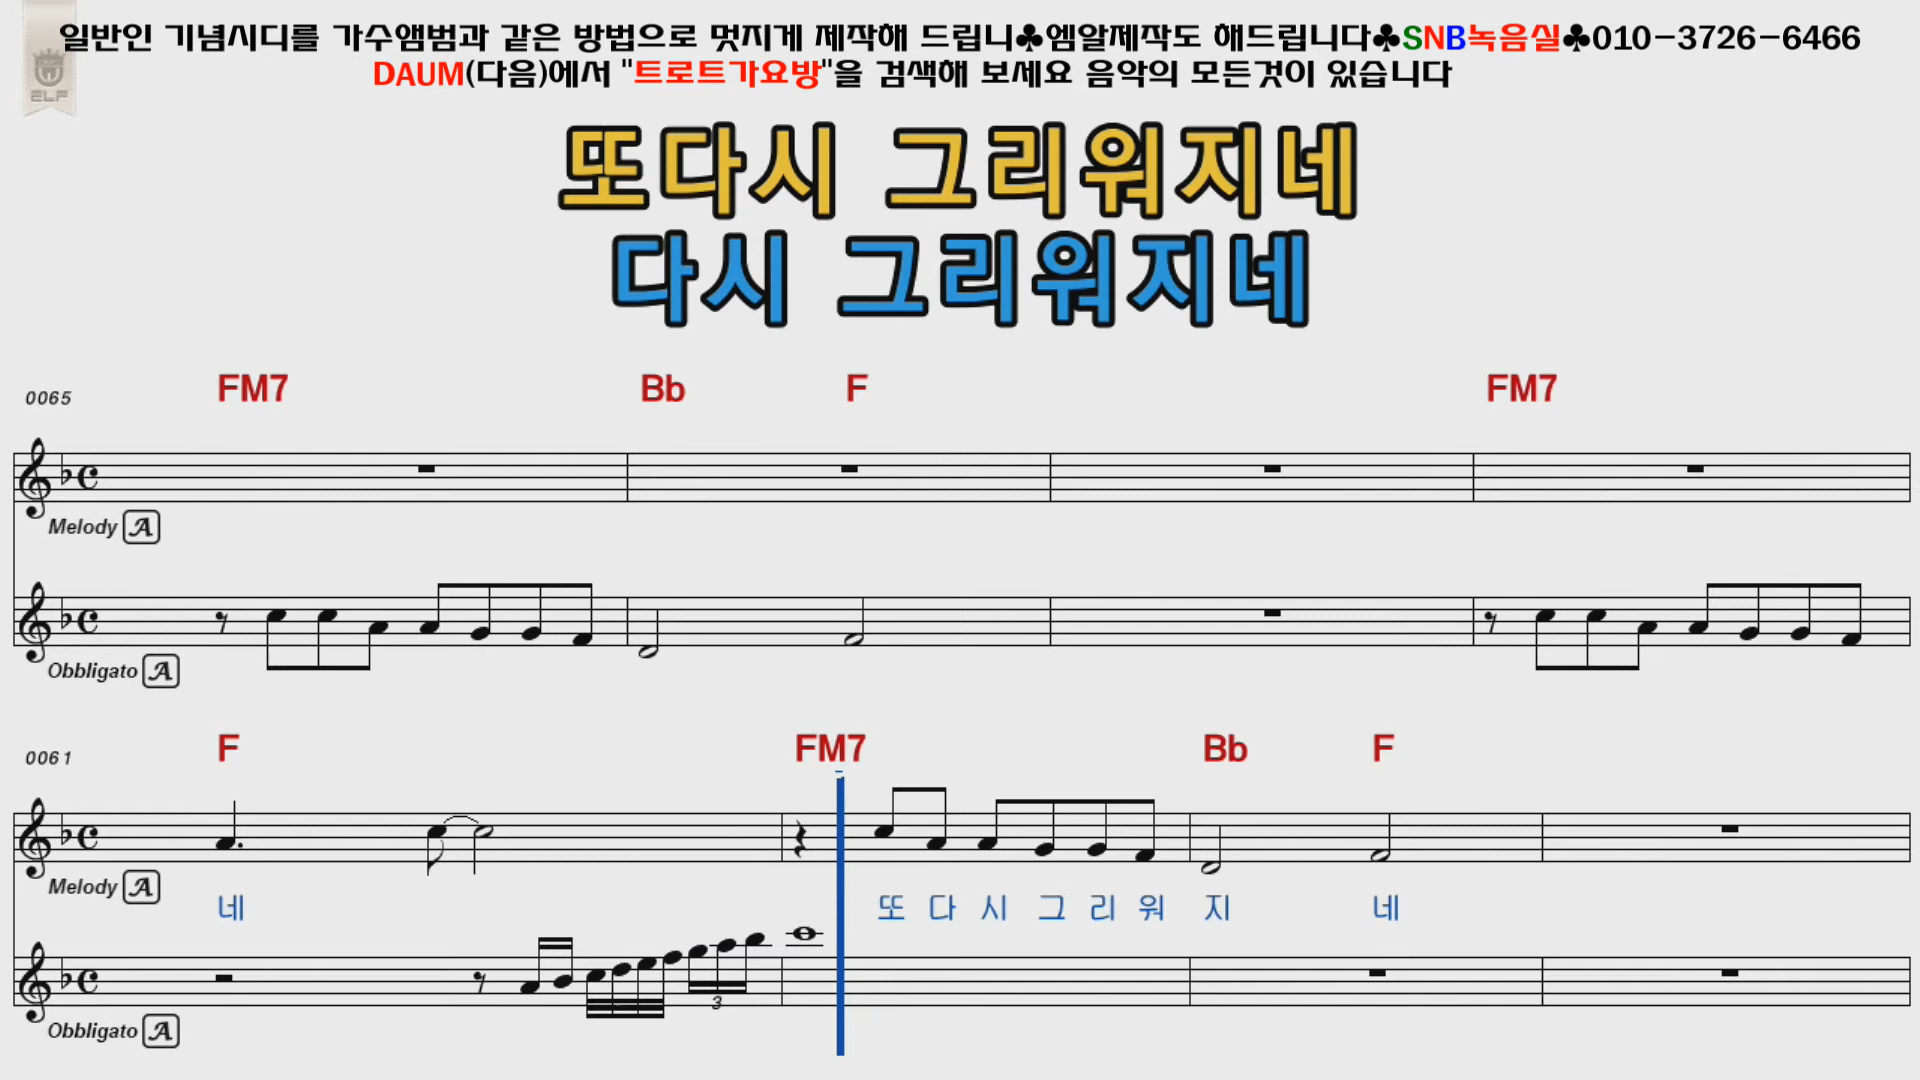 일반인 기념시디를 가수앰범과 같은 방법으로 멋지게 제작해 드립니♣엠알제작도 해드립니다♣SNB녹음실♣010-3726-6466
ELF
DAUM(다음)에서 "트로트가요방"을 검색해 보세요 음악의 모든것이 있습니다
또다시 그리워지네
다시 그리워지네
0065 FM7 Bb F FM7
Melody A
Obbligato A
0061 F FM7 Bb F
Melody A
네 또 다 시 그 리 워 지 네
3
Obbligato A